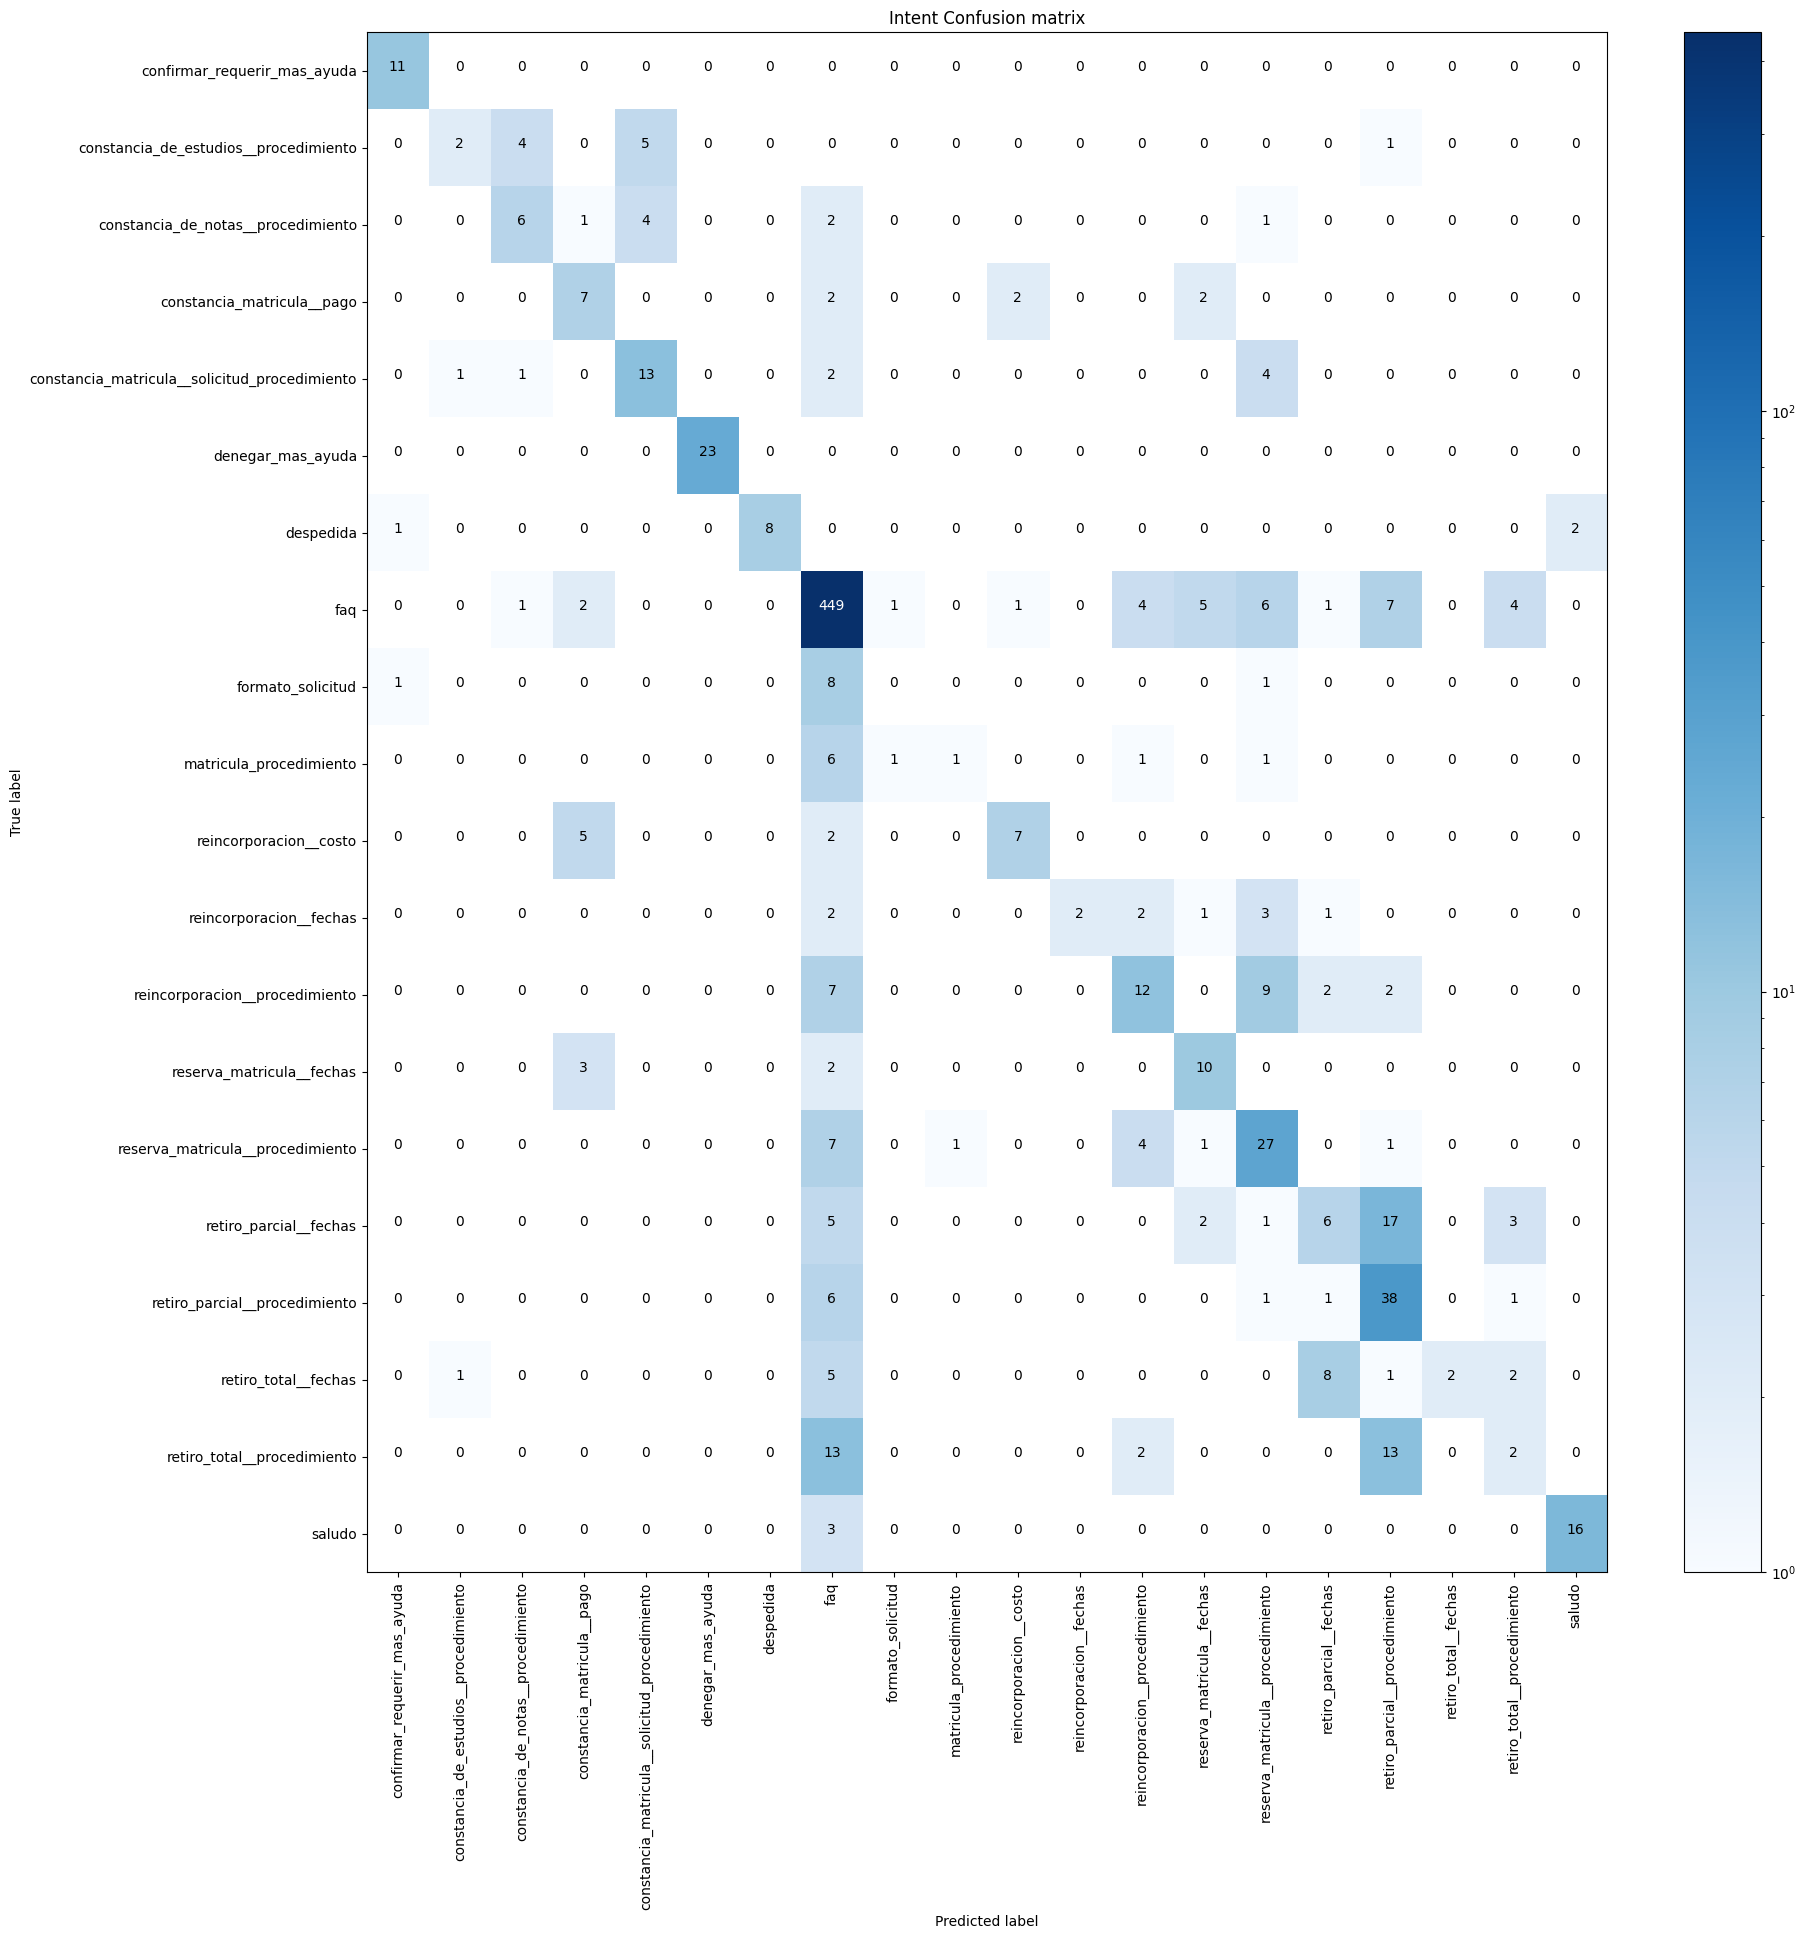 Intent Confusion matrix
confirmar_requerir_mas_ayuda 11 0 0 0 0 0 0 0 0 0 0 0 0 0 0 0 0 0 0 0
constancia_de_estudios__procedimiento 0 2 4 0 5 0 0 0 0 0 0 0 0 0 0 0 1 0 0 0
constancia_de_notas__procedimiento 0 0 6 1 4 0 0 2 0 0 0 0 0 0 1 0 0 0 0 0
constancia_matricula__pago 0 0 0 7 0 0 0 2 0 0 2 0 0 2 0 0 0 0 0 0
constancia_matricula__solicitud_procedimiento 0 1 1 0 13 0 0 2 0 0 0 0 0 0 4 0 0 0 0 0
denegar_mas_ayuda 0 0 0 0 0 23 0 0 0 0 0 0 0 0 0 0 0 0 0 0
despedida 1 0 0 0 0 0 8 0 0 0 0 0 0 0 0 0 0 0 0 2
faq 0 0 1 2 0 0 0 449 1 0 1 0 4 5 6 1 7 0 4 0
formato_solicitud 1 0 0 0 0 0 0 8 0 0 0 0 0 0 1 0 0 0 0 0
matricula_procedimiento 0 0 0 0 0 0 0 6 1 1 0 0 1 0 1 0 0 0 0 0
reincorporacion__costo 0 0 0 5 0 0 0 2 0 0 7 0 0 0 0 0 0 0 0 0
reincorporacion__fechas 0 0 0 0 0 0 0 2 0 0 0 2 2 1 3 1 0 0 0 0
reincorporacion__procedimiento 0 0 0 0 0 0 0 7 0 0 0 0 12 0 9 2 2 0 0 0
reserva_matricula__fechas 0 0 0 3 0 0 0 2 0 0 0 0 0 10 0 0 0 0 0 0
reserva_matricula__procedimiento 0 0 0 0 0 0 0 7 0 1 0 0 4 1 27 0 1 0 0 0
retiro_parcial__fechas 0 0 0 0 0 0 0 5 0 0 0 0 0 2 1 6 17 0 3 0
retiro_parcial__procedimiento 0 0 0 0 0 0 0 6 0 0 0 0 0 0 1 1 38 0 1 0
retiro_total__fechas 0 1 0 0 0 0 0 5 0 0 0 0 0 0 0 8 1 2 2 0
retiro_total__procedimiento 0 0 0 0 0 0 0 13 0 0 0 0 2 0 0 0 13 0 2 0
saludo 0 0 0 0 0 0 0 3 0 0 0 0 0 0 0 0 0 0 0 16
True label
confirmar_requerir_mas_ayuda
constancia_de_estudios__procedimiento
constancia_de_notas__procedimiento
constancia_matricula__pago
constancia_matricula__solicitud_procedimiento
denegar_mas_ayuda
despedida
faq
formato_solicitud
matricula_procedimiento
reincorporacion__costo
reincorporacion__fechas
reincorporacion__procedimiento
reserva_matricula__fechas
reserva_matricula__procedimiento
retiro_parcial__fechas
retiro_parcial__procedimiento
retiro_total__fechas
retiro_total__procedimiento
saludo
Predicted label
10²
10¹
10⁰